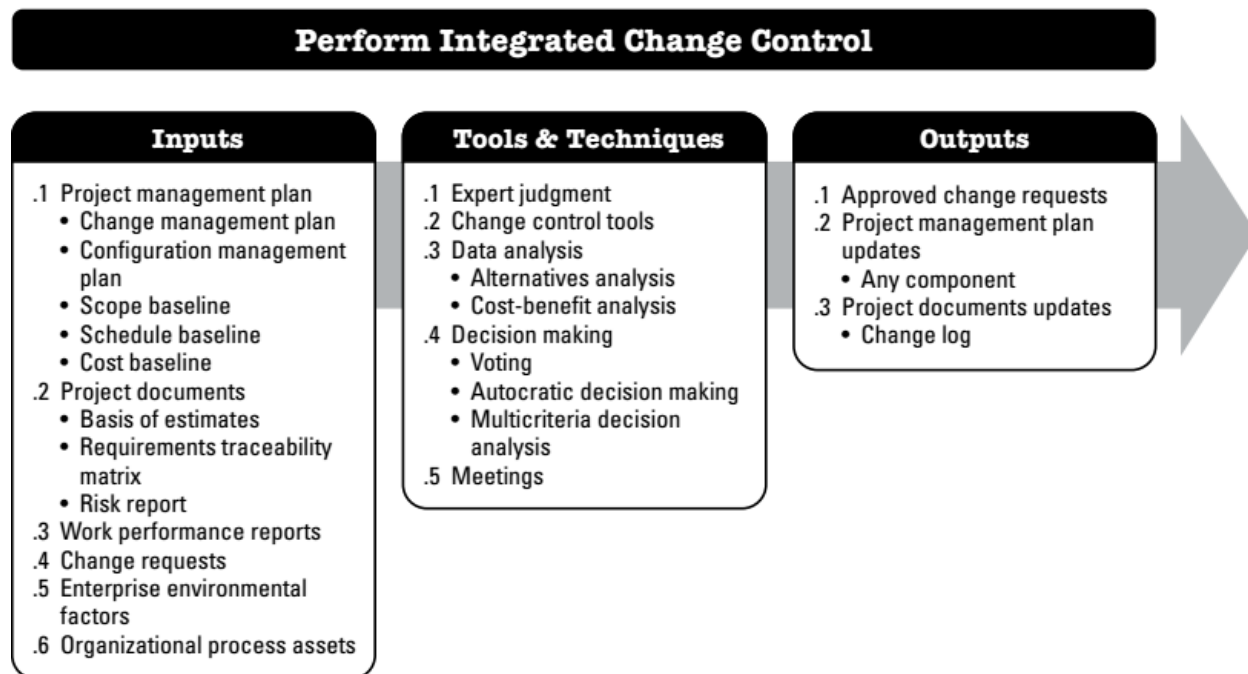 Perform Integrated Change Control
Inputs
.1 Project management plan
• Change management plan
• Configuration management
plan
• Scope baseline
• Schedule baseline
• Cost baseline
.2 Project documents
• Basis of estimates
• Requirements traceability
matrix
• Risk report
.3 Work performance reports
.4 Change requests
.5 Enterprise environmental
factors
.6 Organizational process assets
Tools & Techniques
.1 Expert judgment
.2 Change control tools
.3 Data analysis
• Alternatives analysis
• Cost-benefit analysis
.4 Decision making
• Voting
• Autocratic decision making
• Multicriteria decision
analysis
.5 Meetings
Outputs
.1 Approved change requests
.2 Project management plan
updates
• Any component
.3 Project documents updates
• Change log